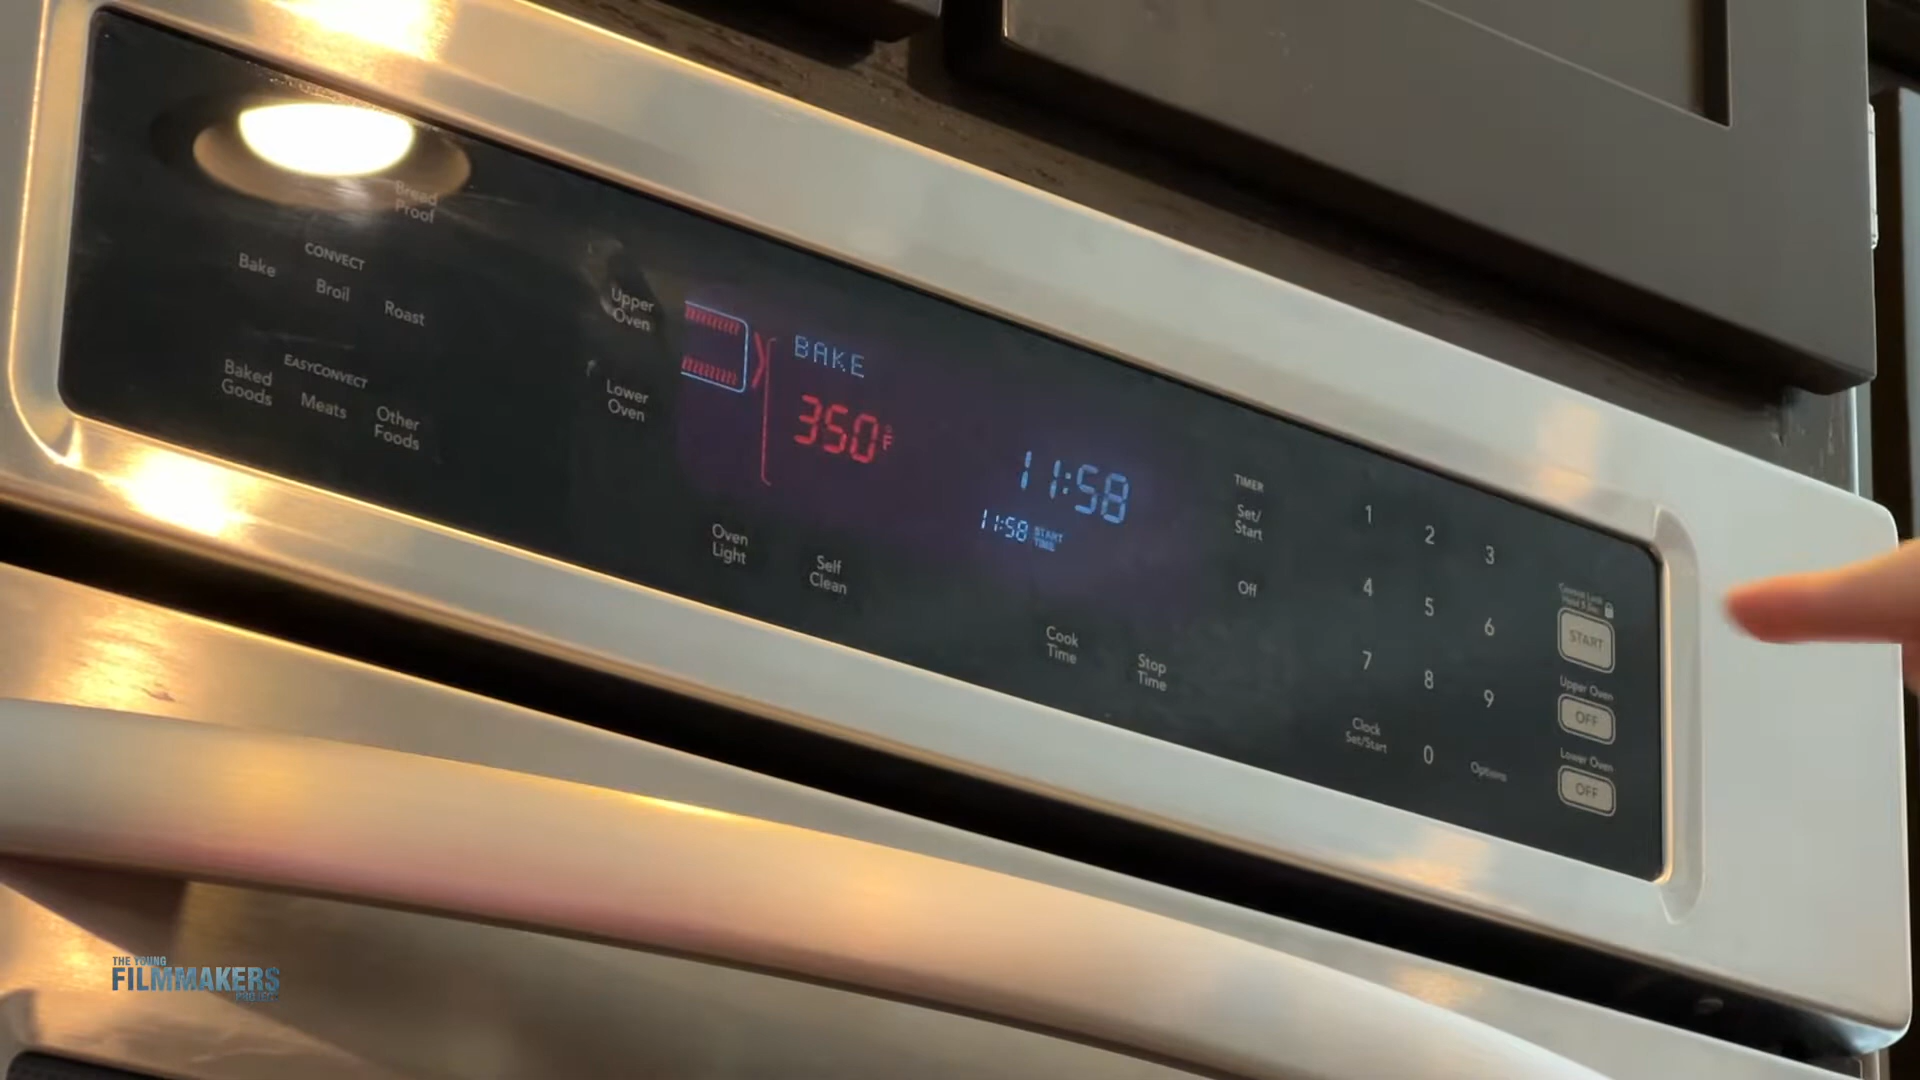 Bread
Proof
CONVECT
Bake
Broil
Roast
EASYCONVECT
Baked
Goods
Meats
Other
Foods
Upper
Oven
Lower
Oven
BAKE
350°F
11:58
11:58 START
TIME
Oven
Light
Self
Clean
Cook
Time
Stop
Time
TIMER
Set/
Start
Off
1 2 3
4 5 6
7 8 9
Clock
Set/Start
0
Options
START
Upper Oven
OFF
Lower Oven
OFF
THE YOUNG
FILMMAKERS
PROJECT